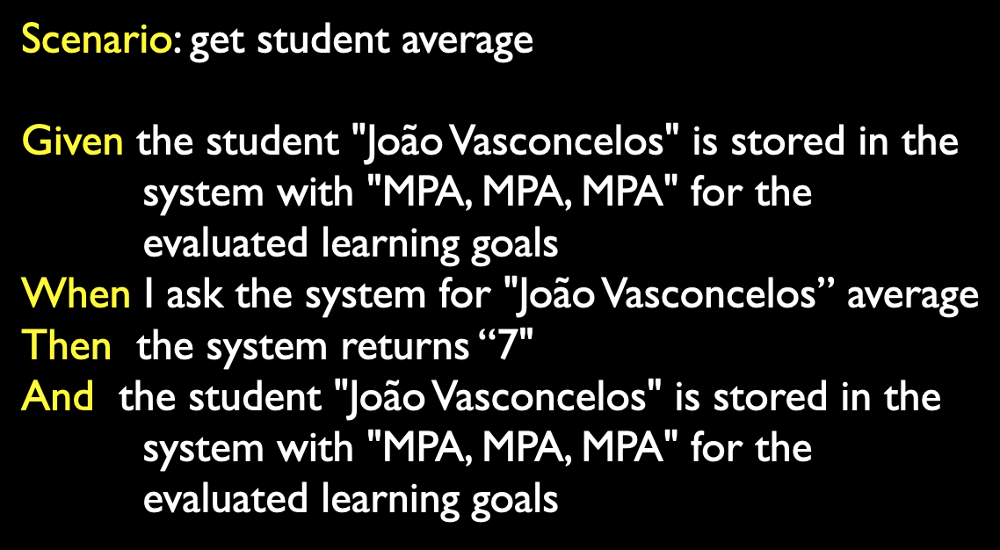 Scenario: get student average
Given the student "João Vasconcelos" is stored in the
system with "MPA, MPA, MPA" for the
evaluated learning goals
When I ask the system for "João Vasconcelos” average
Then the system returns “7"
And the student "João Vasconcelos" is stored in the
system with "MPA, MPA, MPA" for the
evaluated learning goals